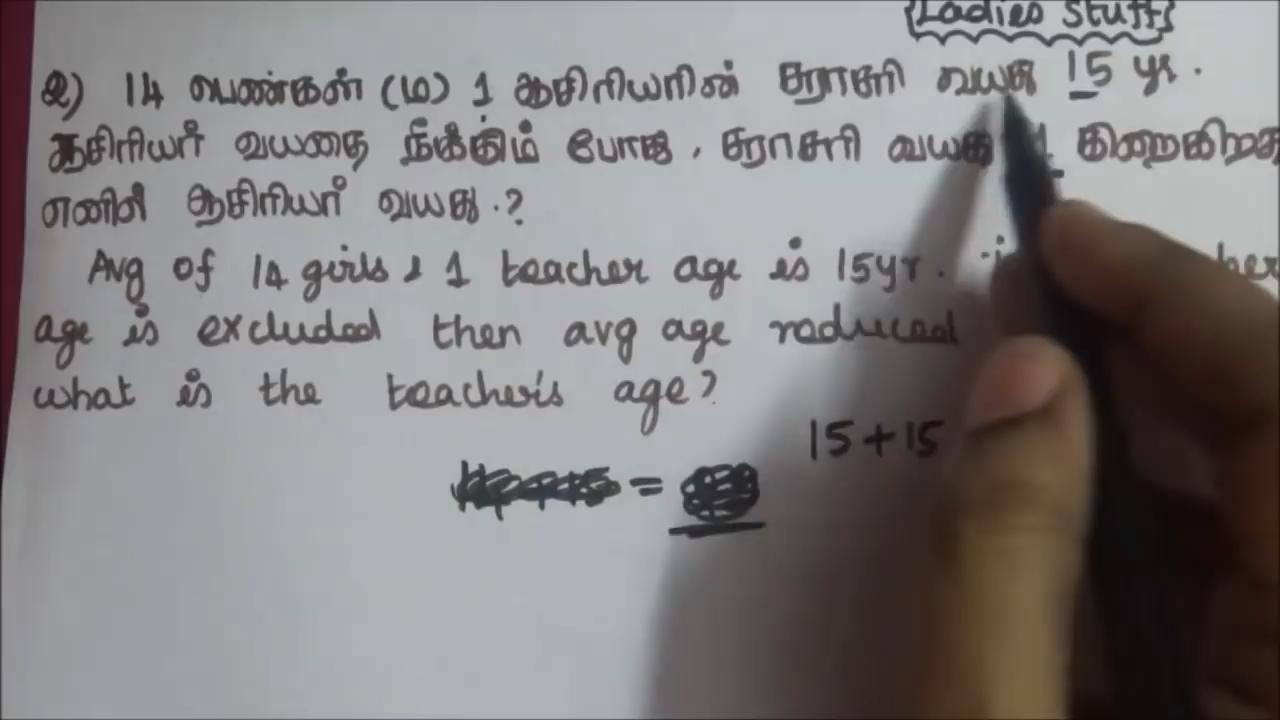 {Ladies Stuff}
2) 14 பெண்கள் (ம) 1 ஆசிரியரின் சராசரி வயது 15 yr.
ஆசிரியர் வயதை நீக்கும் போது, சராசரி வயது 1 குறைகிறது
எனில் ஆசிரியர் வயது.?
Avg of 14 girls & 1 teacher age is 15yr.
age is excluded then avg age reduced
what is the teacher's age?
15+15
=